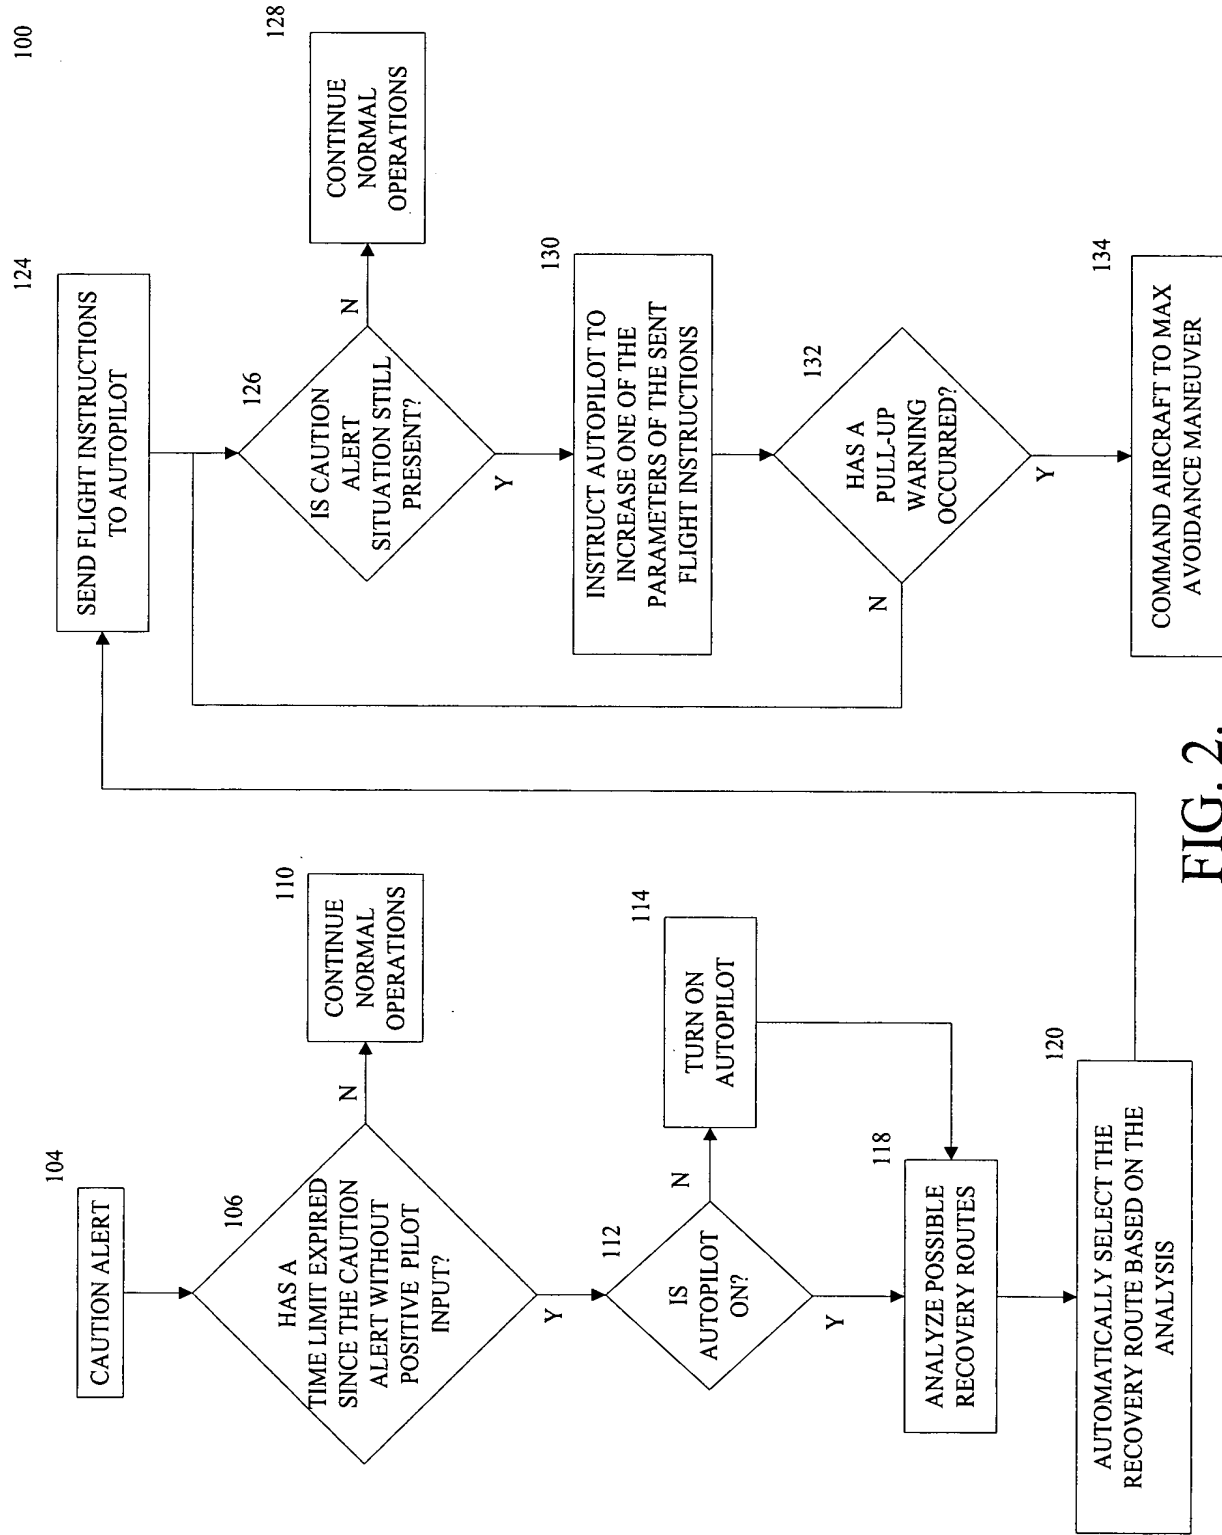 100
104
CAUTION ALERT
106
HAS A
TIME LIMIT EXPIRED
SINCE THE CAUTION
ALERT WITHOUT
POSITIVE PILOT
INPUT?
N
110
CONTINUE
NORMAL
OPERATIONS
Y
112
IS
AUTOPILOT
ON?
N
114
TURN ON
AUTOPILOT
Y
118
ANALYZE POSSIBLE
RECOVERY ROUTES
120
AUTOMATICALLY SELECT THE
RECOVERY ROUTE BASED ON THE
ANALYSIS
124
SEND FLIGHT INSTRUCTIONS
TO AUTOPILOT
126
IS CAUTION
ALERT
SITUATION STILL
PRESENT?
N
128
CONTINUE
NORMAL
OPERATIONS
Y
130
INSTRUCT AUTOPILOT TO
INCREASE ONE OF THE
PARAMETERS OF THE SENT
FLIGHT INSTRUCTIONS
132
HAS A
PULL-UP
WARNING
OCCURRED?
N
Y
134
COMMAND AIRCRAFT TO MAX
AVOIDANCE MANEUVER
FIG. 2.